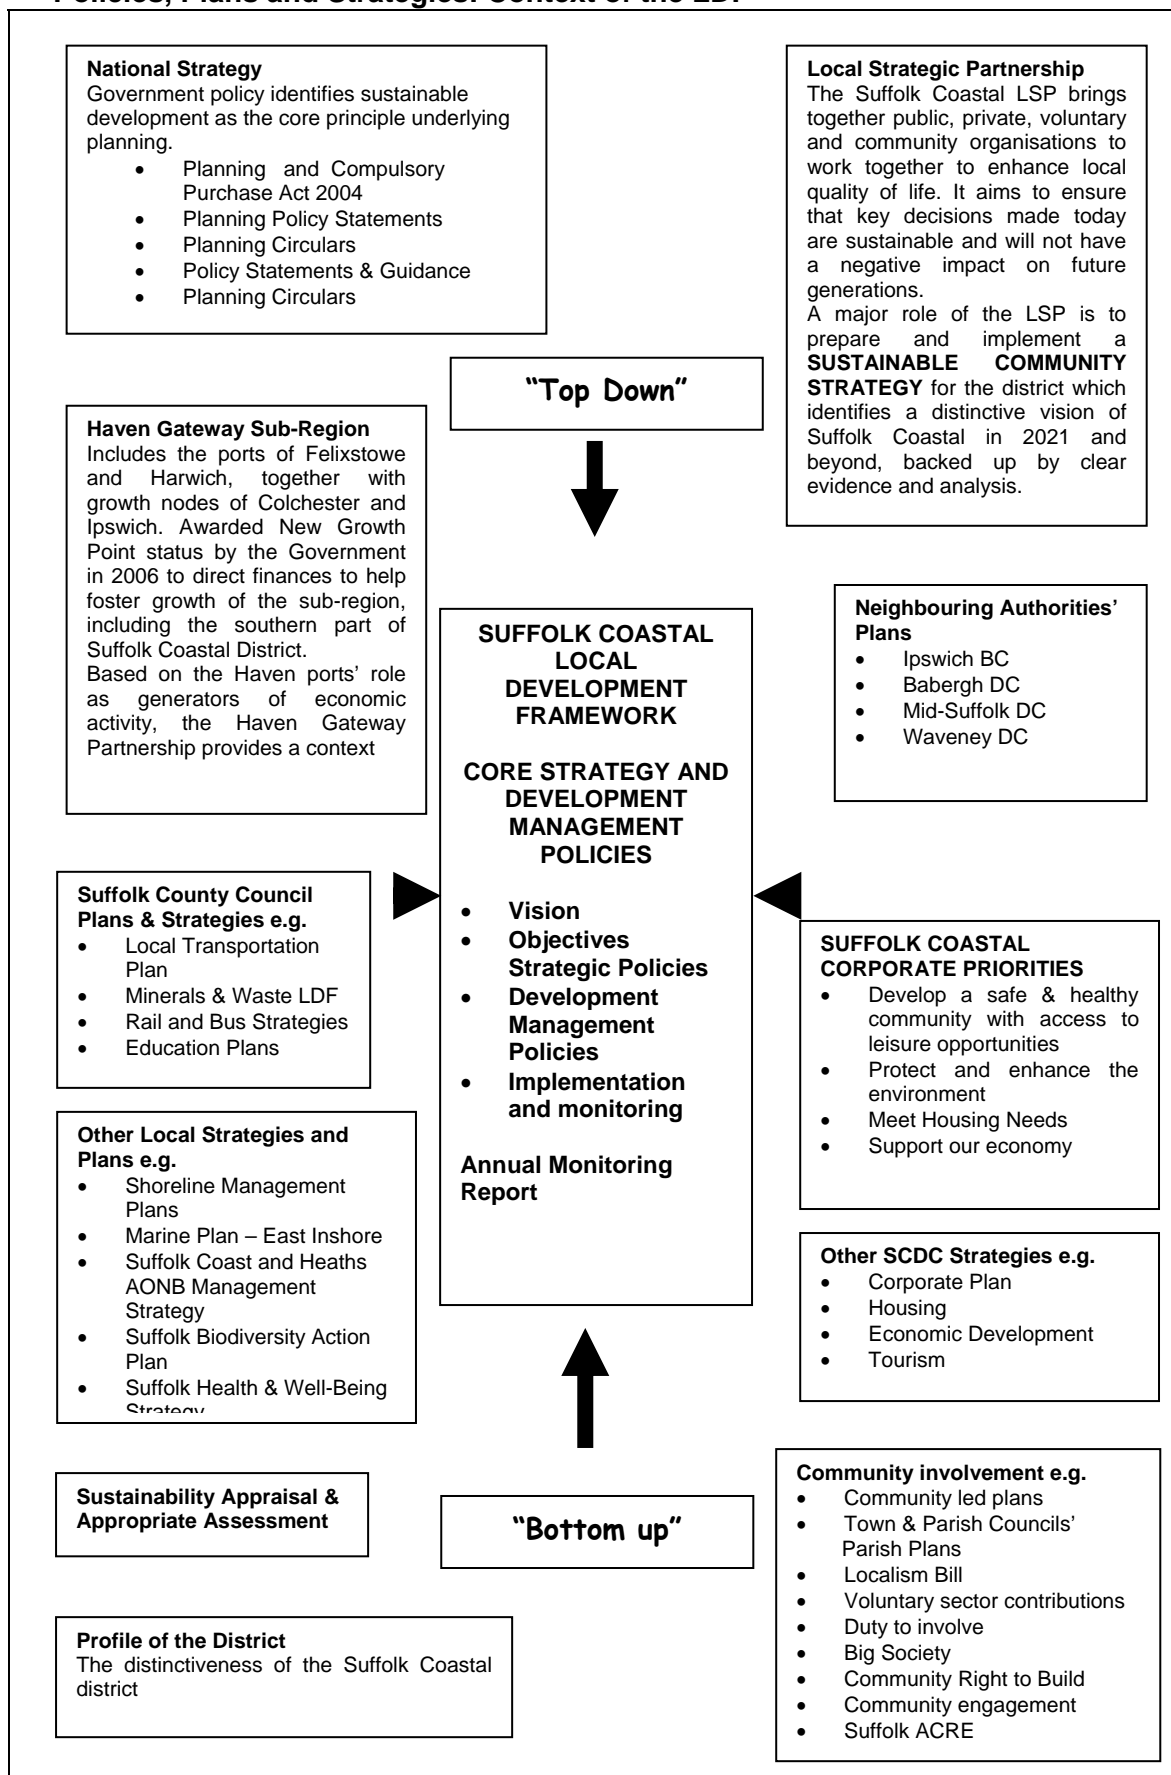 National Strategy
Government policy identifies sustainable
development as the core principle underlying
planning.
• Planning and Compulsory
Purchase Act 2004
• Planning Policy Statements
• Planning Circulars
• Policy Statements & Guidance
• Planning Circulars
Local Strategic Partnership
The Suffolk Coastal LSP brings
together public, private, voluntary
and community organisations to
work together to enhance local
quality of life. It aims to ensure
that key decisions made today
are sustainable and will not have
a negative impact on future
generations.
A major role of the LSP is to
prepare and implement a
SUSTAINABLE COMMUNITY
STRATEGY for the district which
identifies a distinctive vision of
Suffolk Coastal in 2021 and
beyond, backed up by clear
evidence and analysis.
"Top Down"
Haven Gateway Sub-Region
Includes the ports of Felixstowe
and Harwich, together with
growth nodes of Colchester and
Ipswich. Awarded New Growth
Point status by the Government
in 2006 to direct finances to help
foster growth of the sub-region,
including the southern part of
Suffolk Coastal District.
Based on the Haven ports' role
as generators of economic
activity, the Haven Gateway
Partnership provides a context
Neighbouring Authorities'
Plans
• Ipswich BC
• Babergh DC
• Mid-Suffolk DC
• Waveney DC
SUFFOLK COASTAL
LOCAL
DEVELOPMENT
FRAMEWORK
CORE STRATEGY AND
DEVELOPMENT
MANAGEMENT
POLICIES
• Vision
• Objectives
Strategic Policies
• Development
Management
Policies
• Implementation
and monitoring
Annual Monitoring
Report
Suffolk County Council
Plans & Strategies e.g.
• Local Transportation
Plan
• Minerals & Waste LDF
• Rail and Bus Strategies
• Education Plans
SUFFOLK COASTAL
CORPORATE PRIORITIES
• Develop a safe & healthy
community with access to
leisure opportunities
• Protect and enhance the
environment
• Meet Housing Needs
• Support our economy
Other Local Strategies and
Plans e.g.
• Shoreline Management
Plans
• Marine Plan – East Inshore
• Suffolk Coast and Heaths
AONB Management
Strategy
• Suffolk Biodiversity Action
Plan
• Suffolk Health & Well-Being
Strategy
Other SCDC Strategies e.g.
• Corporate Plan
• Housing
• Economic Development
• Tourism
Sustainability Appraisal &
Appropriate Assessment
"Bottom up"
Community involvement e.g.
• Community led plans
• Town & Parish Councils'
Parish Plans
• Localism Bill
• Voluntary sector contributions
• Duty to involve
• Big Society
• Community Right to Build
• Community engagement
• Suffolk ACRE
Profile of the District
The distinctiveness of the Suffolk Coastal
district